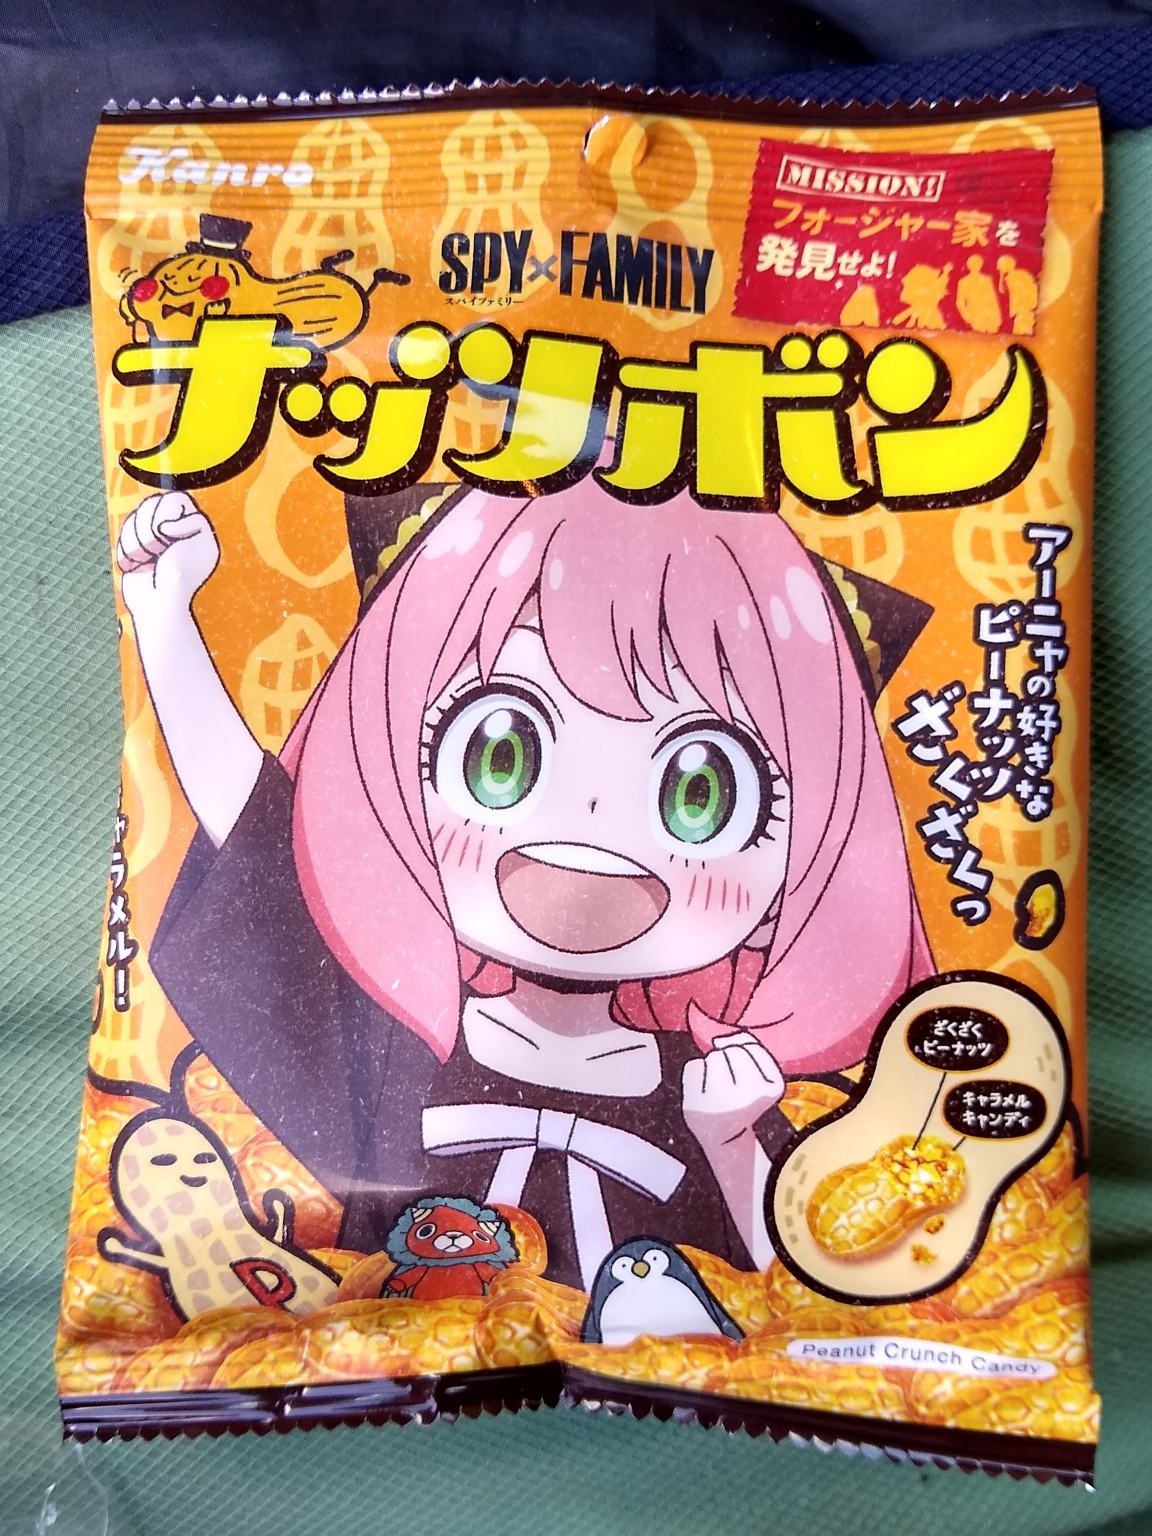 Kanro
MISSION!
フォージャー家を
発見せよ!
SPY×FAMILY
スパイファミリー
ナッツボン
アーニャの好きな
ピーナッツ
ざくざくっ
ラメル!
ざくざく
ピーナッツ
キャラメル
キャンディ
P
Peanut Crunch Candy